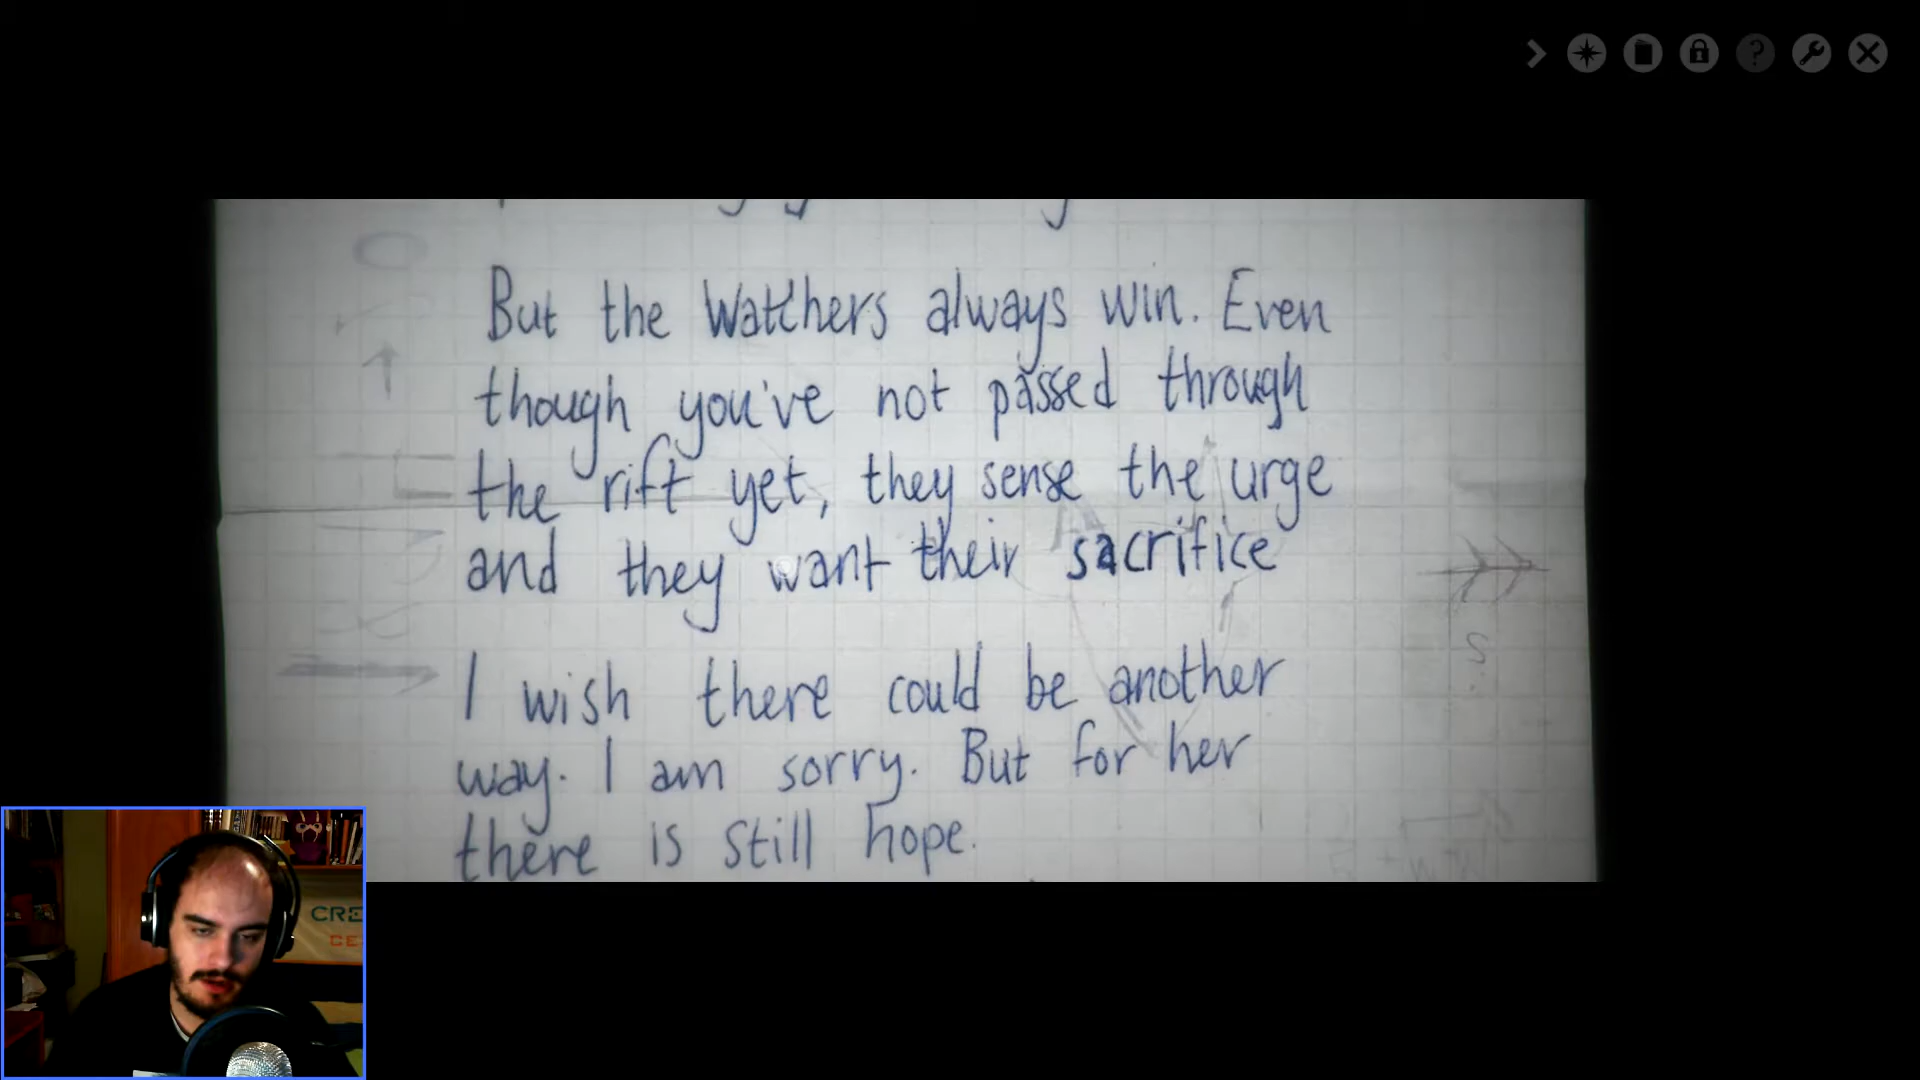 But the Watchers always win. Even
though you've not passed through
the rift yet, they sense the urge
and they want their sacrifice
I wish there could be another
way. I am sorry. But for her
there is still hope.
?
S
CRE
CE